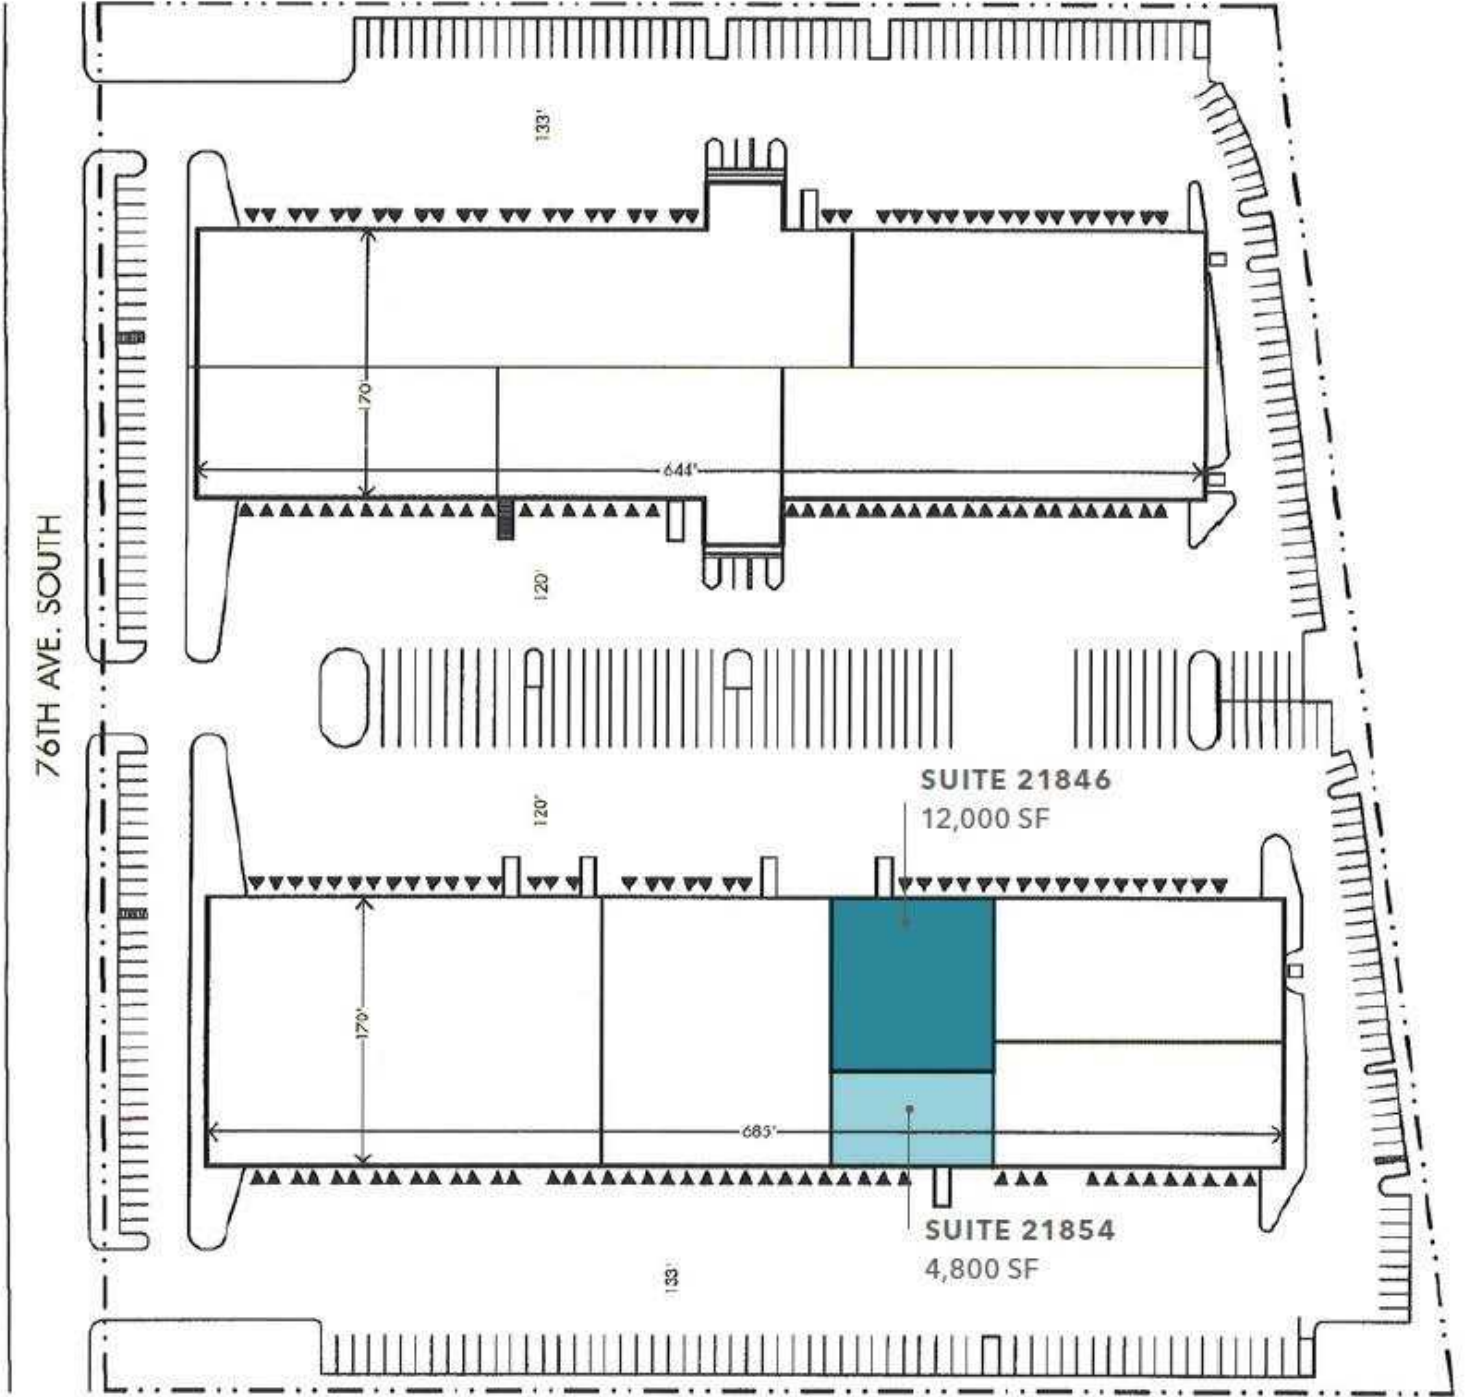 133'
170'
644'
120'
76TH AVE. SOUTH
SUITE 21846
12,000 SF
120'
170'
685'
SUITE 21854
4,800 SF
133'